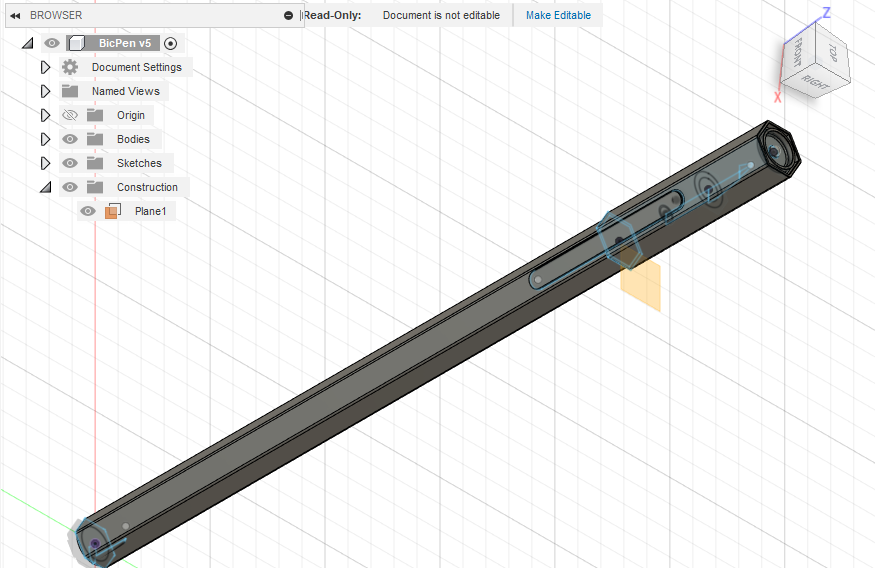 BROWSER
Read-Only: Document is not editable Make Editable
BicPen v5
Document Settings
Named Views
Origin
Bodies
Sketches
Construction
Plane1
Z
FRONT
TOP
RIGHT
X